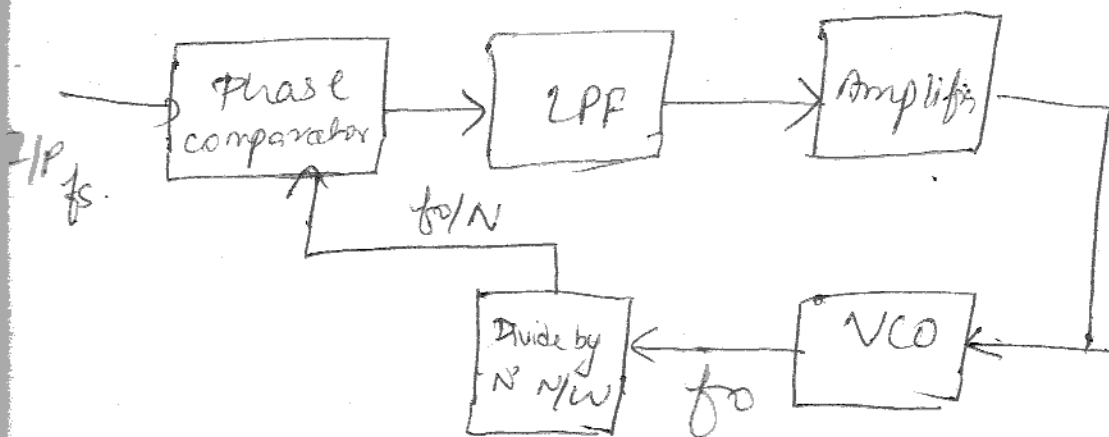 Phase
comparator
LPF
Amplifier
I/P
fs.
fo/N
Divide by
N N/W
fo
VCO